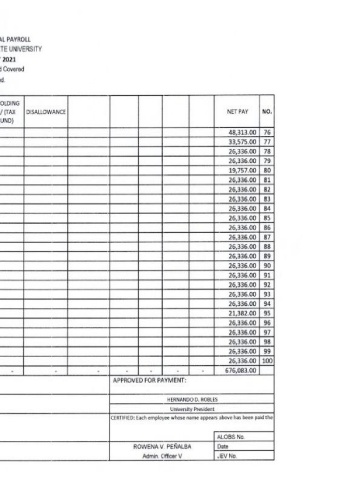 AL PAYROLL
TE UNIVERSITY
2021
d Covered
ed.
OLDING
/ (TAX
UND)
DISALLOWANCE
NET PAY NO.
48,313.00 76
33,575.00 77
26,336.00 78
26,336.00 79
19,757.00 80
26,336.00 81
26,336.00 82
26,336.00 83
26,336.00 84
26,336.00 85
26,336.00 86
26,336.00 87
26,336.00 88
26,336.00 89
26,336.00 90
26,336.00 91
26,336.00 92
26,336.00 93
26,336.00 94
21,382.00 95
26,336.00 96
26,336.00 97
26,336.00 98
26,336.00 99
26,336.00 100
- - - - - - 676,083.00
APPROVED FOR PAYMENT:
HERNANDO D. ROBLES
University President
CERTIFIED: Each employee whose name appears above has been paid the
ALOBS No.
ROWENA V. PEÑALBA Date
Admin. Officer V JEV No.